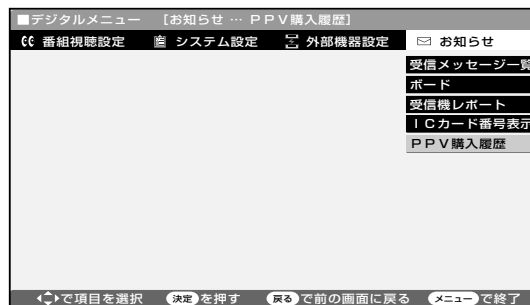 ■デジタルメニュー [お知らせ … PPV購入履歴]
番組視聴設定 システム設定 外部機器設定 お知らせ
受信メッセージ一覧
ボード
受信機レポート
ICカード番号表示
PPV購入履歴
で項目を選択 決定を押す 戻るで前の画面に戻る メニューで終了